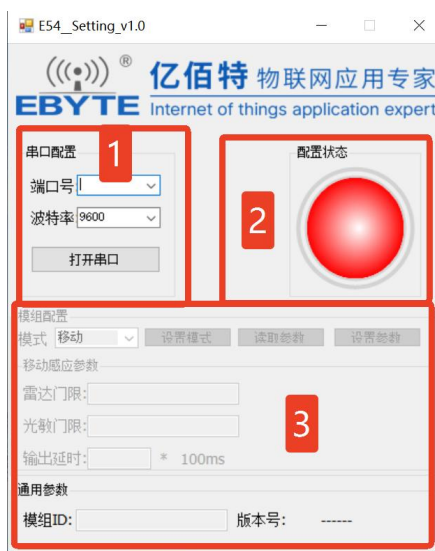 E54__Setting_v1.0
((( ))) ®
亿佰特 物联网应用专家
EBYTE Internet of things application expert
串口配置
1
配置状态
端口号
波特率 9600
2
打开串口
模组配置
模式 移动 设置模式 读取参数 设置参数
移动感应参数
雷达门限:
光敏门限:
3
输出延时: * 100ms
通用参数
模组ID: 版本号: ------